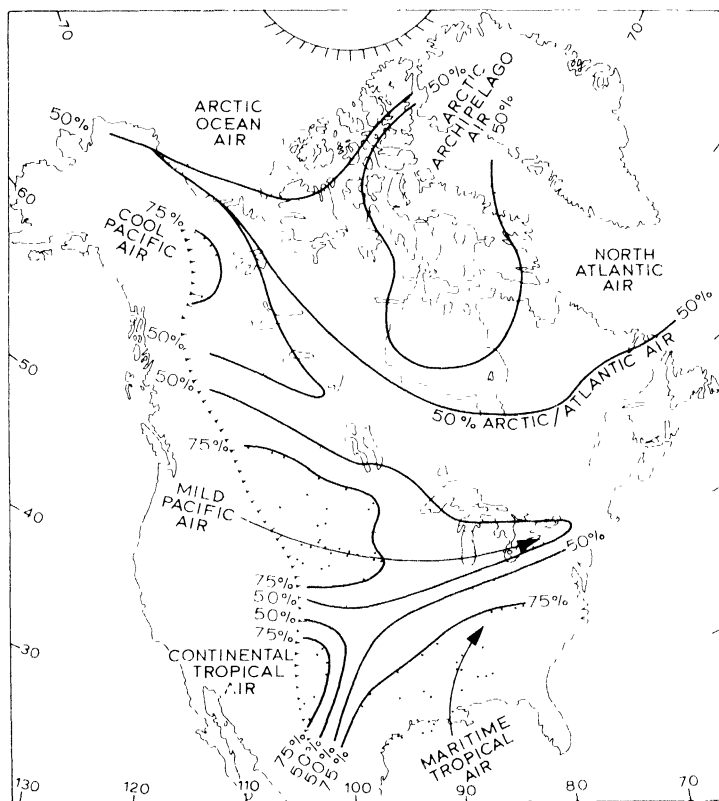 70
70
50%
ARCTIC
OCEAN
AIR
50%
ARCTIC
ARCHIPELAGO
AIR
50%
60
75%
COOL
PACIFIC
AIR
NORTH
ATLANTIC
AIR
50%
50
50%
50%
50% ARCTIC/ATLANTIC AIR
75%
MILD
PACIFIC
AIR
40
50%
75%
50%
50%
75%
75%
30
CONTINENTAL
TROPICAL
AIR
75%
50%
50%
75%
MARITIME
TROPICAL
AIR
130
120
110
100
90
80
70